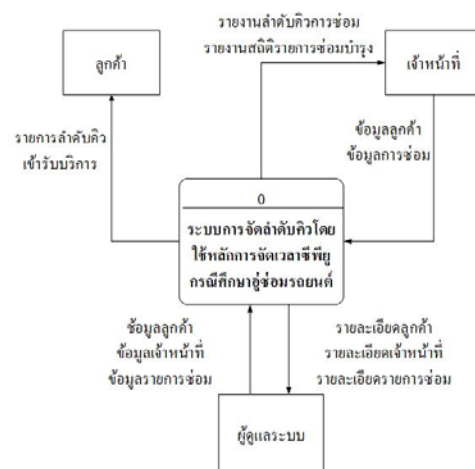 รายงานลำดับคิวการซ่อม
รายงานสถิติรายการซ่อมบำรุง
ลูกค้า
เจ้าหน้าที่
รายการลำดับคิว
เข้ารับบริการ
ข้อมูลลูกค้า
ข้อมูลการซ่อม
0
ระบบการจัดลำดับคิวโดย
ใช้หลักการจัดเวลาซีพียู
กรณีศึกษาอู่ซ่อมรถยนต์
ข้อมูลลูกค้า
ข้อมูลเจ้าหน้าที่
ข้อมูลรายการซ่อม
รายละเอียดลูกค้า
รายละเอียดเจ้าหน้าที่
รายละเอียดรายการซ่อม
ผู้ดูแลระบบ